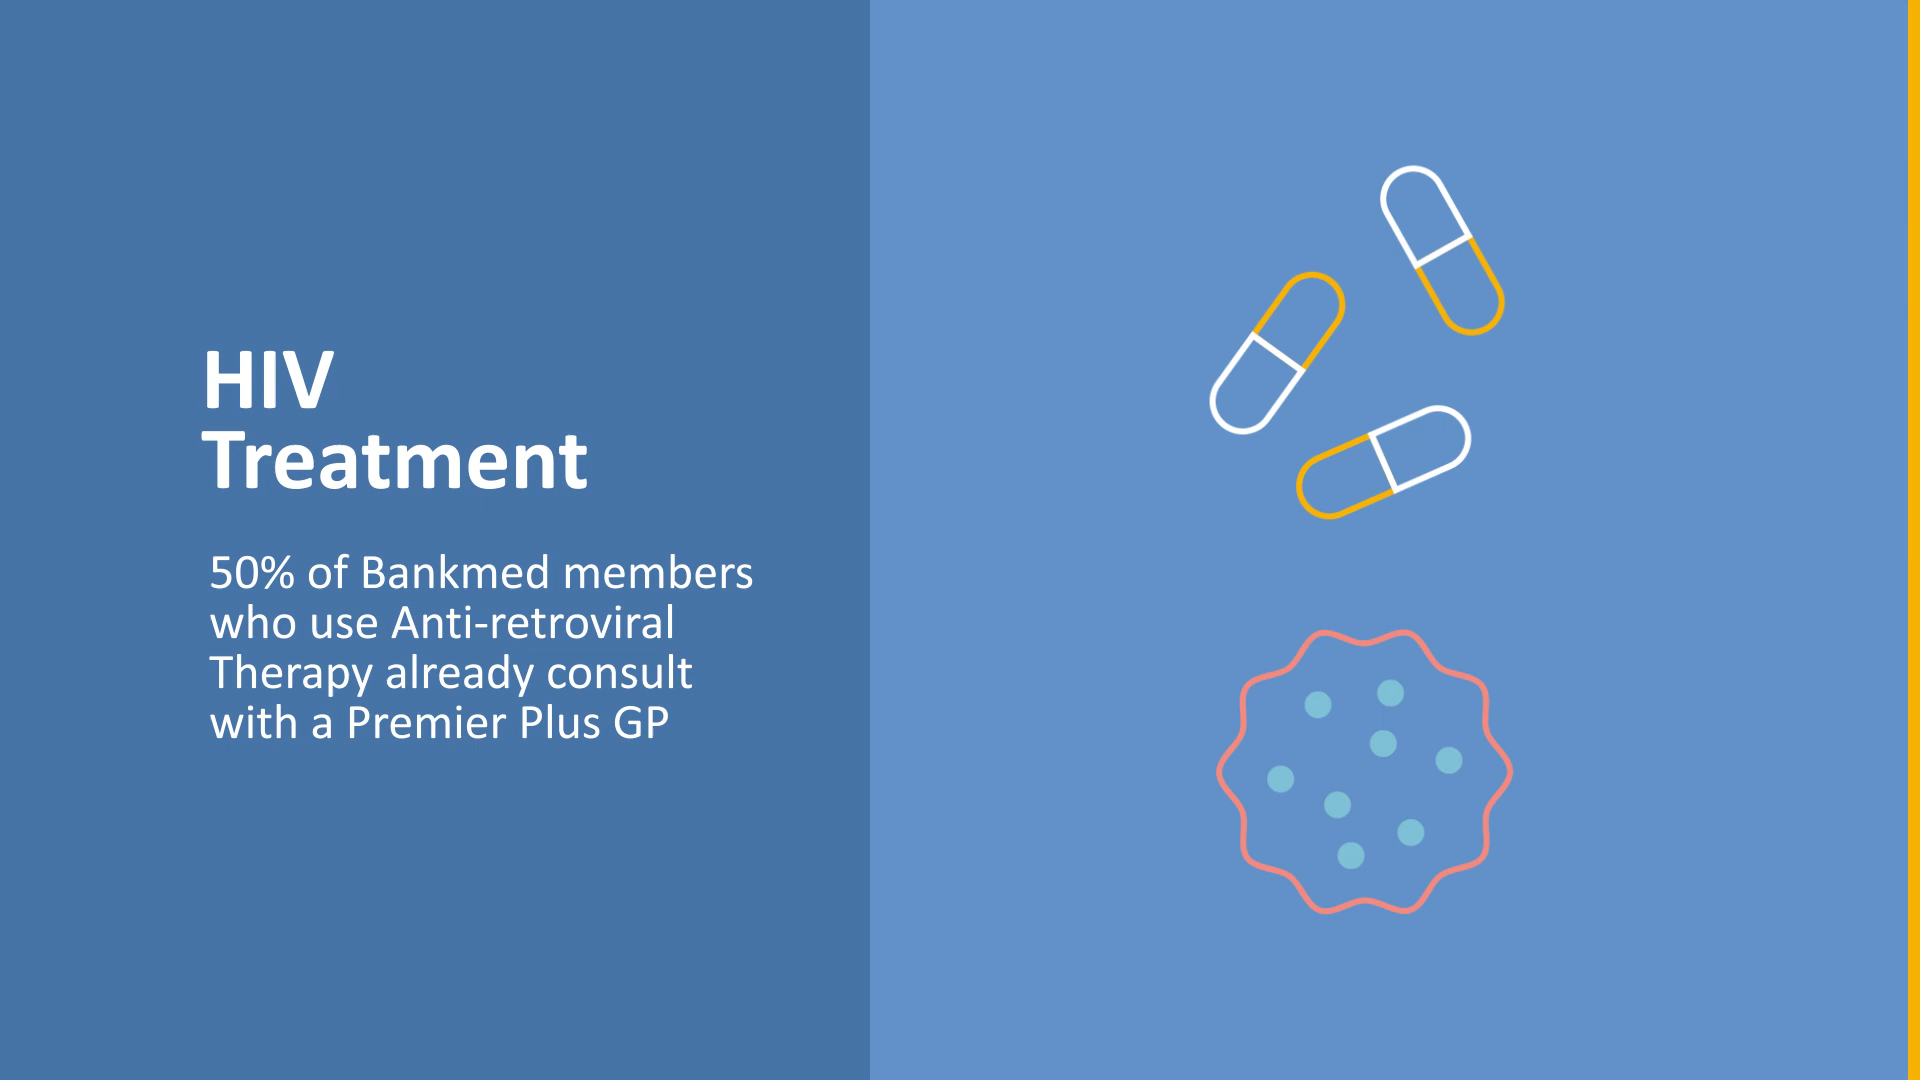 HIV
Treatment
50% of Bankmed members
who use Anti-retroviral
Therapy already consult
with a Premier Plus GP